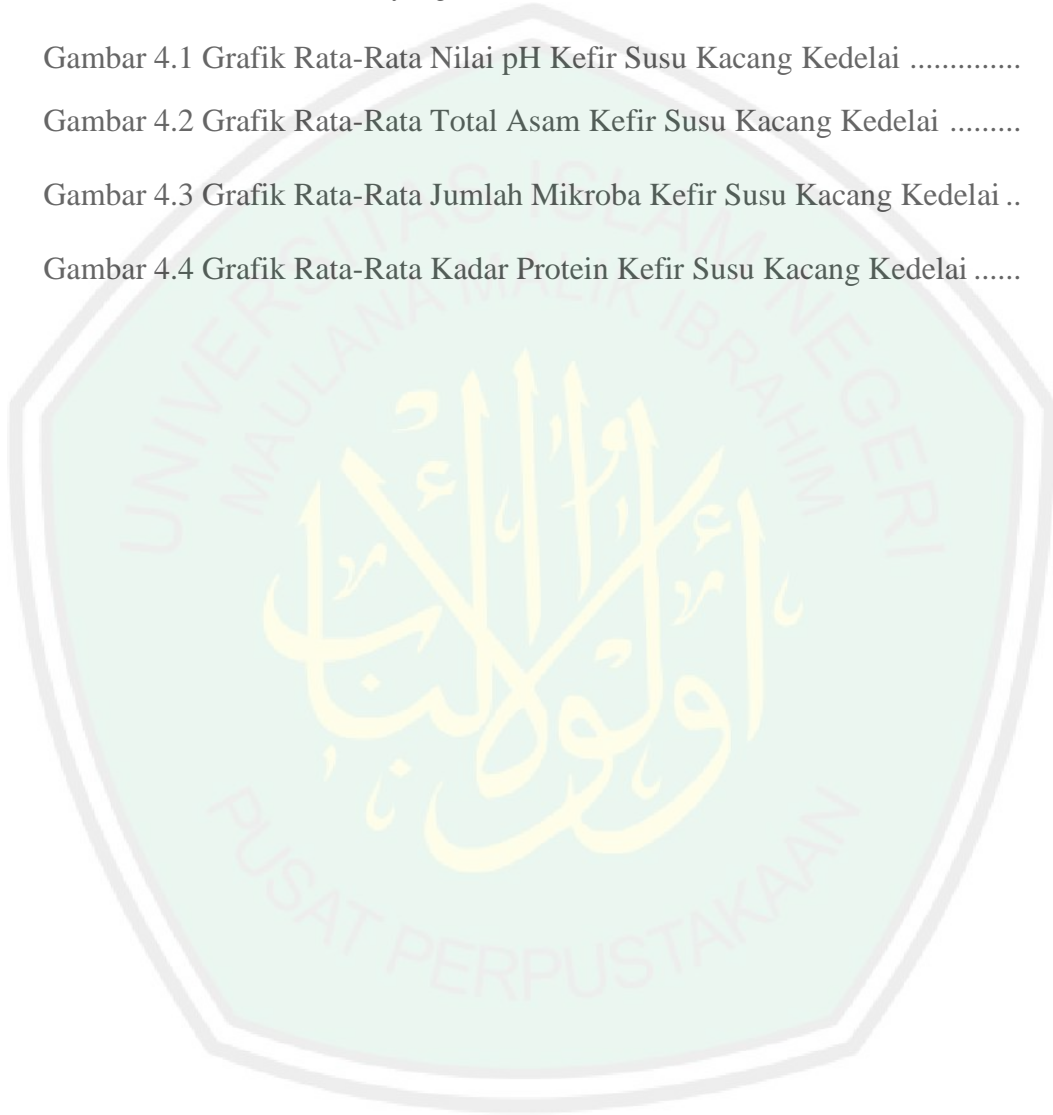 Gambar 4.1 Grafik Rata-Rata Nilai pH Kefir Susu Kacang Kedelai ..............
Gambar 4.2 Grafik Rata-Rata Total Asam Kefir Susu Kacang Kedelai .........
Gambar 4.3 Grafik Rata-Rata Jumlah Mikroba Kefir Susu Kacang Kedelai ..
Gambar 4.4 Grafik Rata-Rata Kadar Protein Kefir Susu Kacang Kedelai ......
UNIVERSITAS ISLAM NEGERI
MAULANA MALIK IBRAHIM
أولو الألباب
PUSAT PERPUSTAKAAN